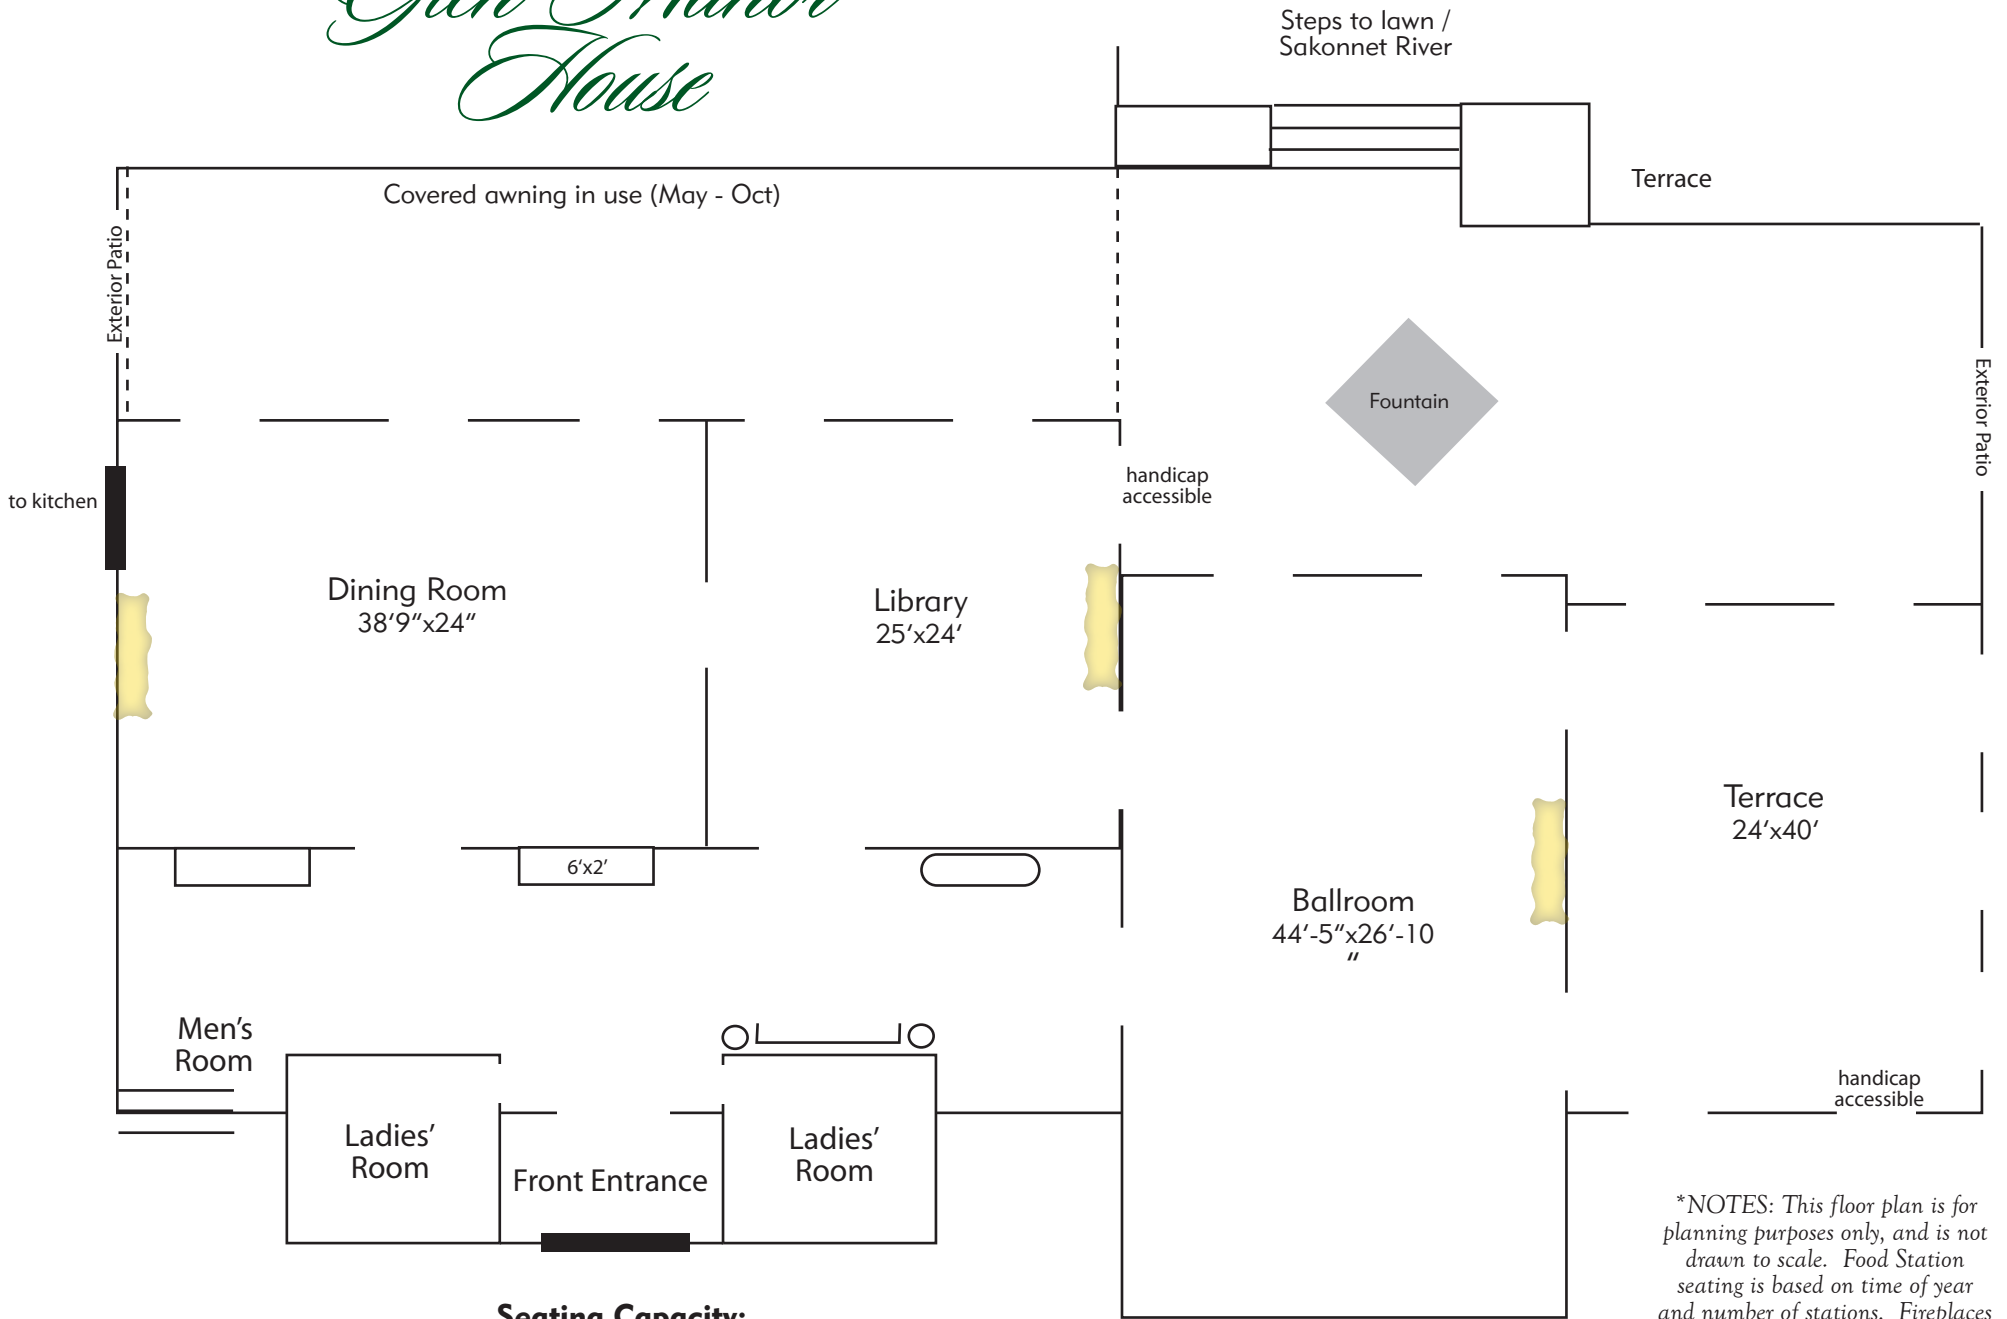 Glen Manor
House
Steps to lawn /
Sakonnet River
Terrace
Covered awning in use (May - Oct)
Exterior Patio
Exterior Patio
Fountain
handicap
accessible
to kitchen
Dining Room
38‘9“x24“
Library
25‘x24‘
Terrace
24‘x40‘
6‘x2’
Ballroom
44‘-5“x26‘-10
“
Men’s
Room
handicap
accessible
Ladies’
Room
Front Entrance
Ladies’
Room
*NOTES: This floor plan is for
planning purposes only, and is not
drawn to scale. Food Station
seating is based on time of year
and number of stations. Fireplaces
Seating Capacity: